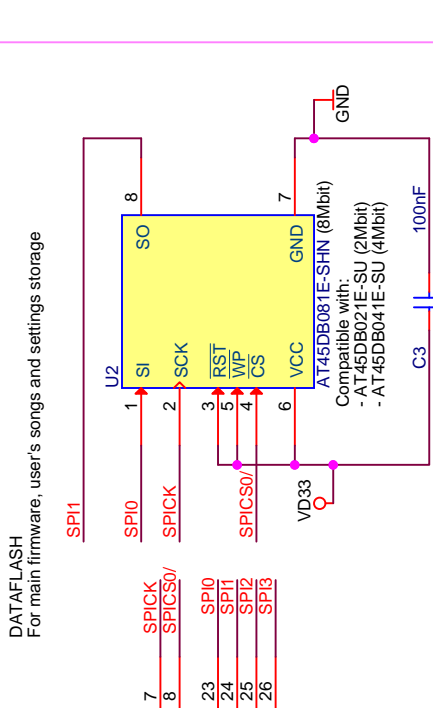 DATAFLASH
For main firmware, user's songs and settings storage
SPI1
SPI0
SPICK
SPICS0/
VD33
U2
1
SI
SO
8
2
SCK
3
RST
5
WP
4
CS
6
VCC
GND
7
GND
AT45DB081E-SHN (8Mbit)
Compatible with:
- AT45DB021E-SU (2Mbit)
- AT45DB041E-SU (4Mbit)
C3
100nF
7
SPICK
8
SPICS0/
23
SPI0
24
SPI1
25
SPI2
26
SPI3